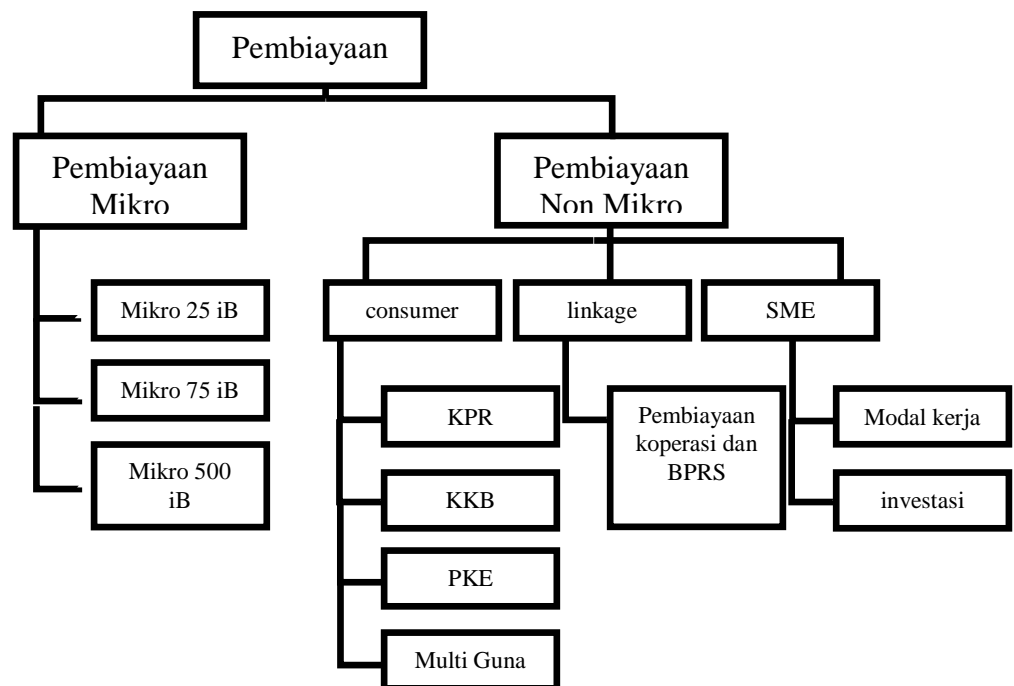 Pembiayaan
Pembiayaan
Mikro
Pembiayaan
Non Mikro
Mikro 25 iB
Mikro 75 iB
Mikro 500
iB
consumer
linkage
SME
KPR
KKB
PKE
Multi Guna
Pembiayaan
koperasi dan
BPRS
Modal kerja
investasi